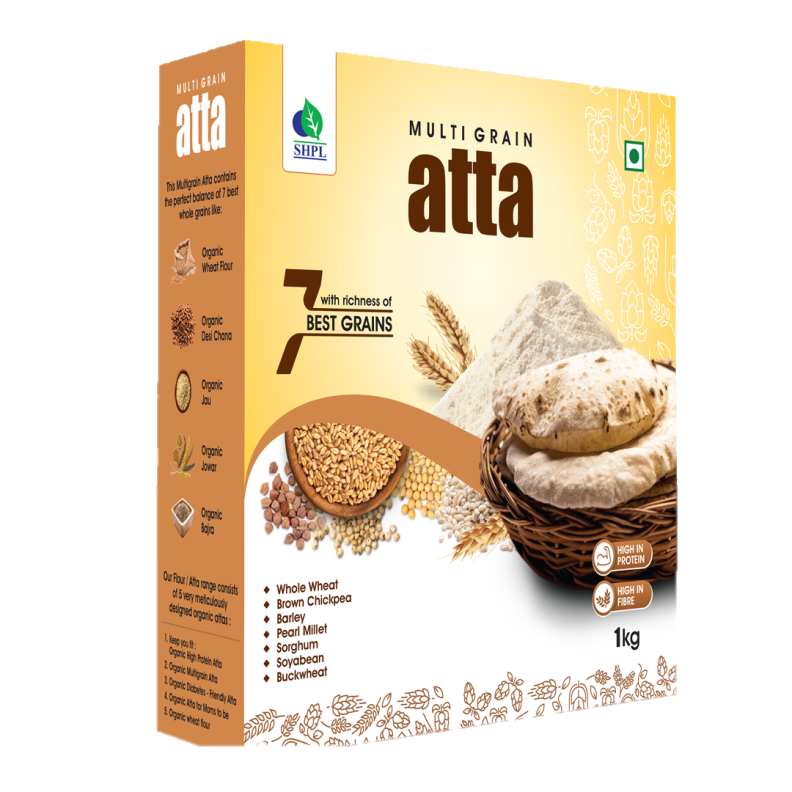 MULTI GRAIN
atta
This Multigrain Atta contains
the perfect balance of 7 best
whole grains like:
Organic
Wheat Flour
Organic
Desi Chana
Organic
Jau
Organic
Jowar
Organic
Bajra
Our Flour / Atta range consists
of 5 very meticulously
designed organic attas :
1. Keep you fit :
Organic High Protein Atta
2. Organic Multigrain Atta
3. Organic Diabetes - Friendly Atta
4. Organic Atta for Moms to be
5. Organic wheat flour
SHPL
MULTI GRAIN
atta
7
with richness of
BEST GRAINS
Whole Wheat
Brown Chickpea
Barley
Pearl Millet
Sorghum
Soyabean
Buckwheat
HIGH IN
PROTEIN
HIGH IN
FIBRE
1kg